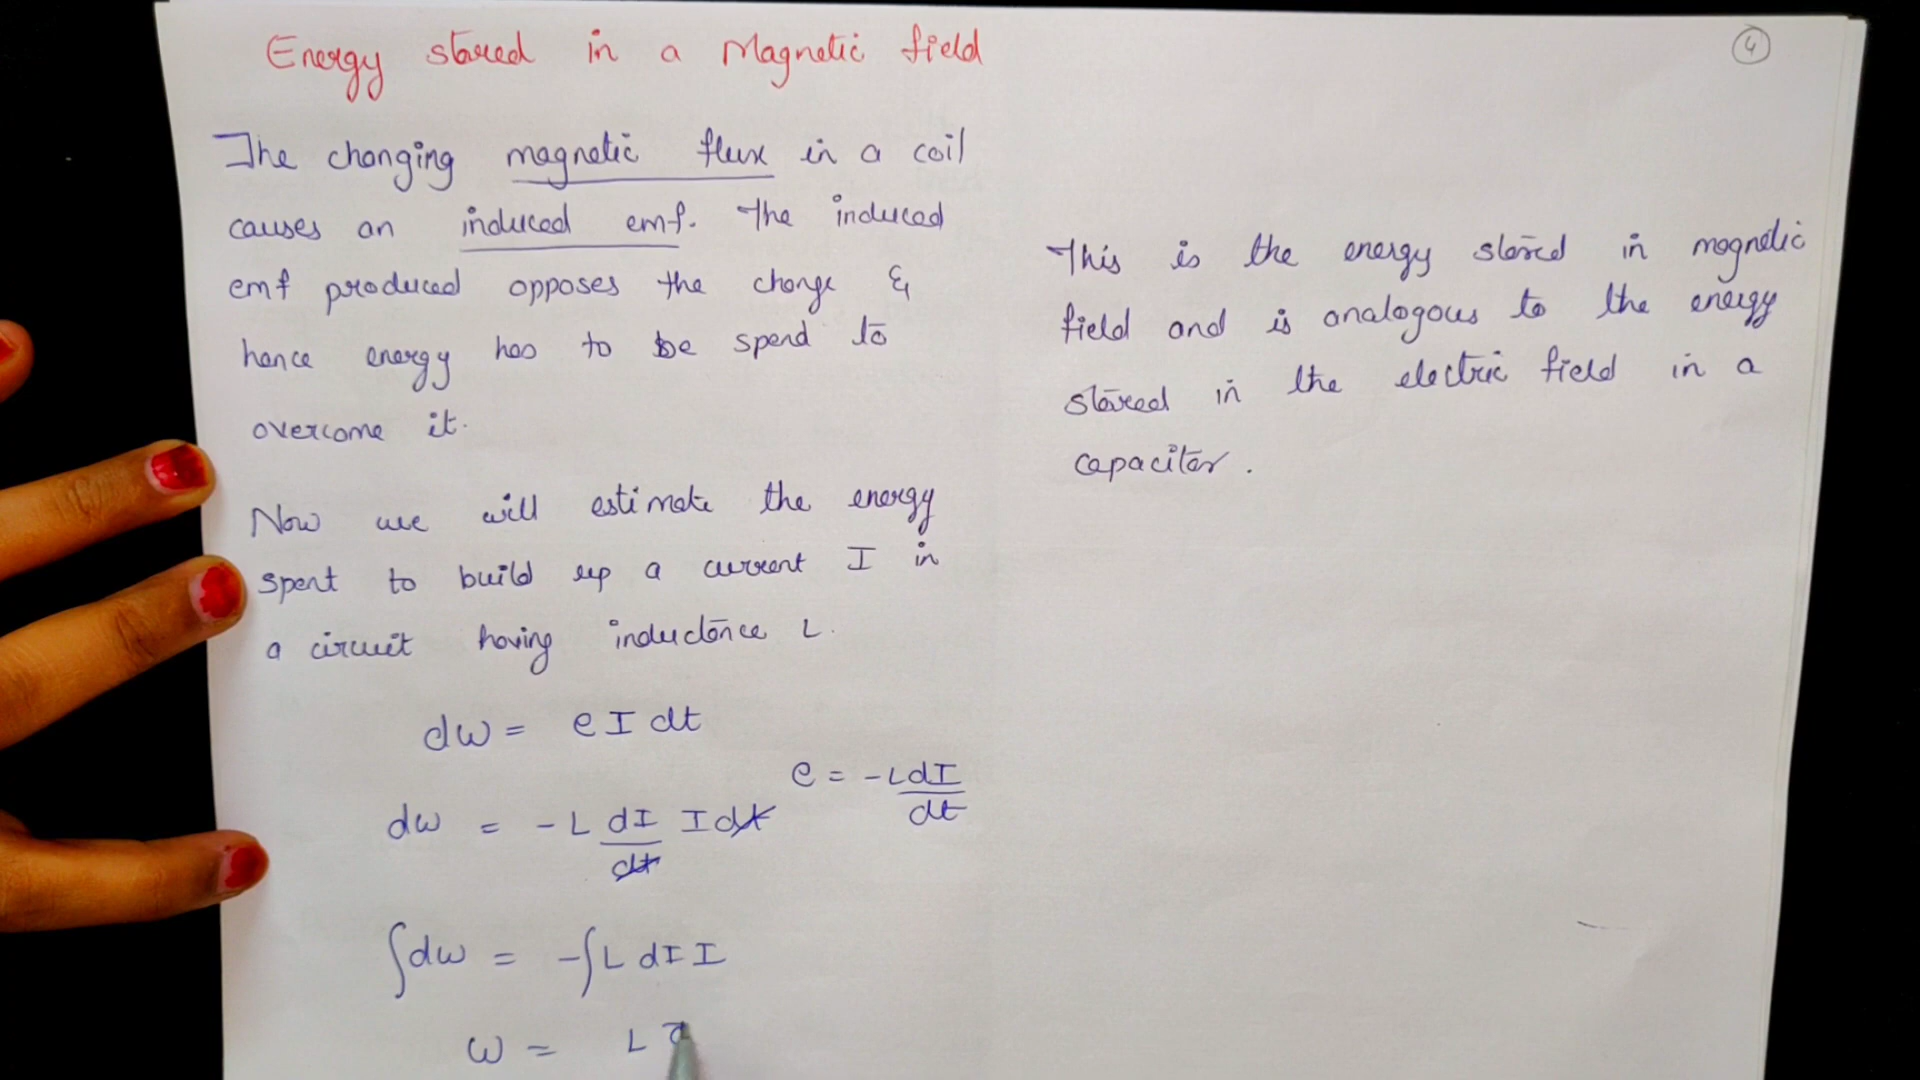 Energy stored in a Magnetic field
4
The changing magnetic flux in a coil
causes an induced emf. The induced
emf produced opposes the change &
hence energy has to be spend to
overcome it.
Now we will estimate the energy
spent to build up a current I in
a circuit having inductance L.
dw = e I dt
e = -L dI/dt
dw = -L dI/dt I dt
∫dw = -∫L dI I
w = L
This is the energy stored in magnetic
field and is analogous to the energy
stored in the electric field in a
capacitor.